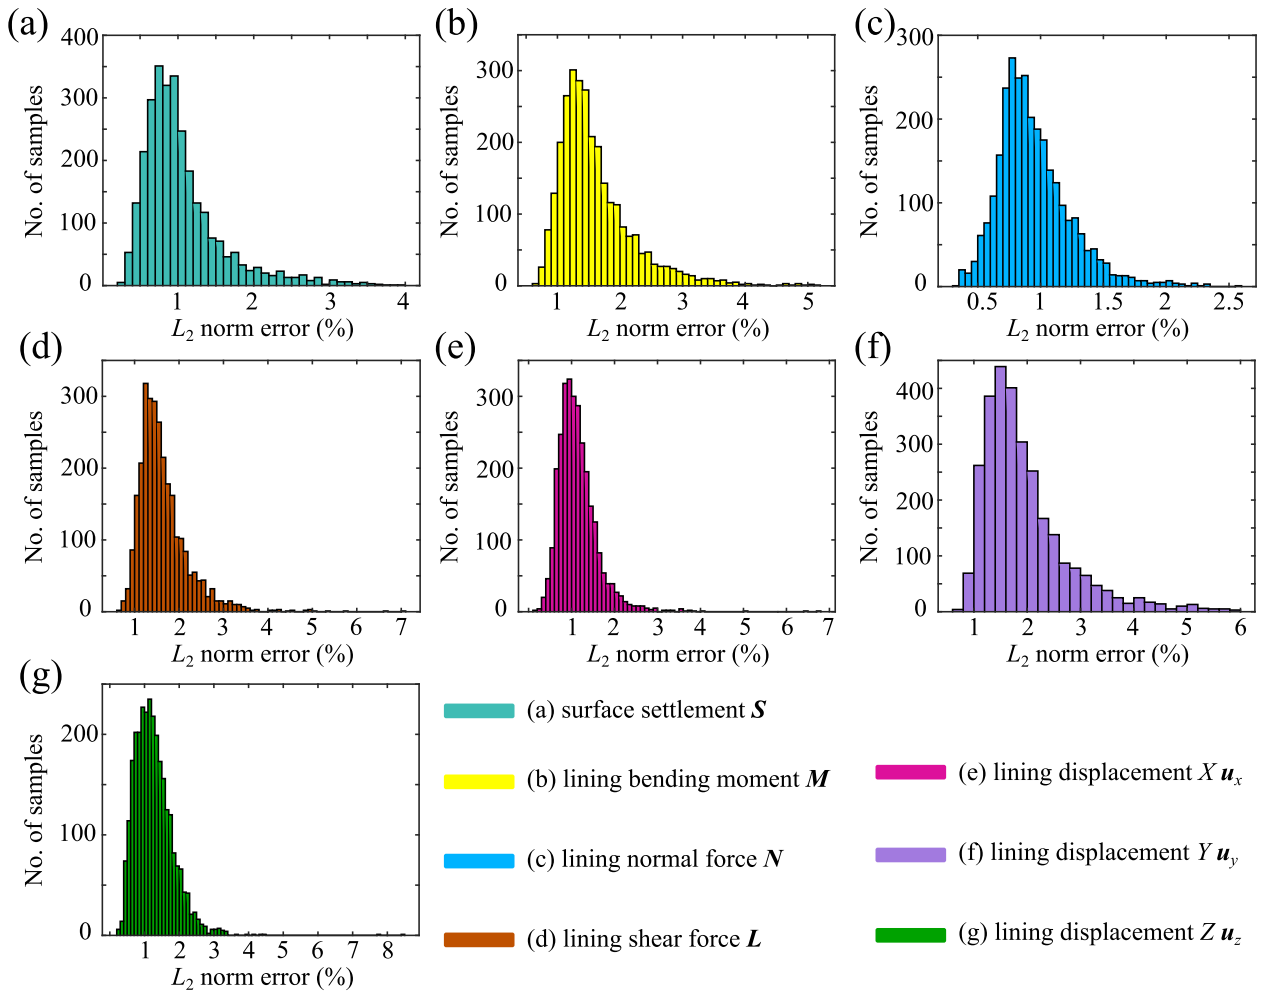 (a)
400
300
200
100
0
No. of samples
1 2 3 4
L₂ norm error (%)
(b)
300
200
100
0
No. of samples
1 2 3 4 5
L₂ norm error (%)
(c)
300
200
100
0
No. of samples
0.5 1 1.5 2 2.5
L₂ norm error (%)
(d)
300
200
100
0
No. of samples
1 2 3 4 5 6 7
L₂ norm error (%)
(e)
300
200
100
0
No. of samples
1 2 3 4 5 6 7
L₂ norm error (%)
(f)
400
300
200
100
0
No. of samples
1 2 3 4 5 6
L₂ norm error (%)
(g)
200
100
0
No. of samples
1 2 3 4 5 6 7 8
L₂ norm error (%)
(a) surface settlement S
(b) lining bending moment M
(c) lining normal force N
(d) lining shear force L
(e) lining displacement X uₓ
(f) lining displacement Y u_y
(g) lining displacement Z u_z